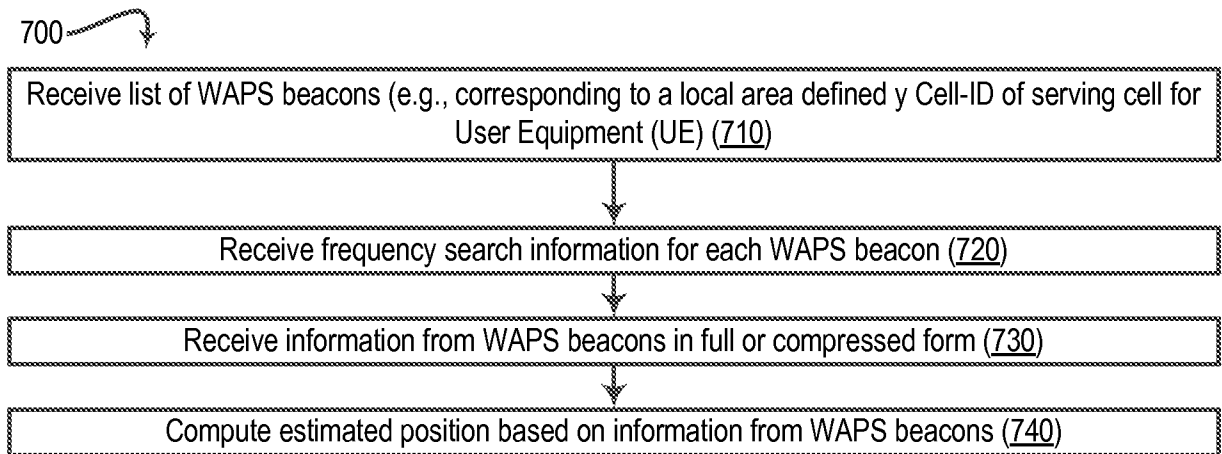 700
Receive list of WAPS beacons (e.g., corresponding to a local area defined y Cell-ID of serving cell for
User Equipment (UE) (710)
Receive frequency search information for each WAPS beacon (720)
Receive information from WAPS beacons in full or compressed form (730)
Compute estimated position based on information from WAPS beacons (740)